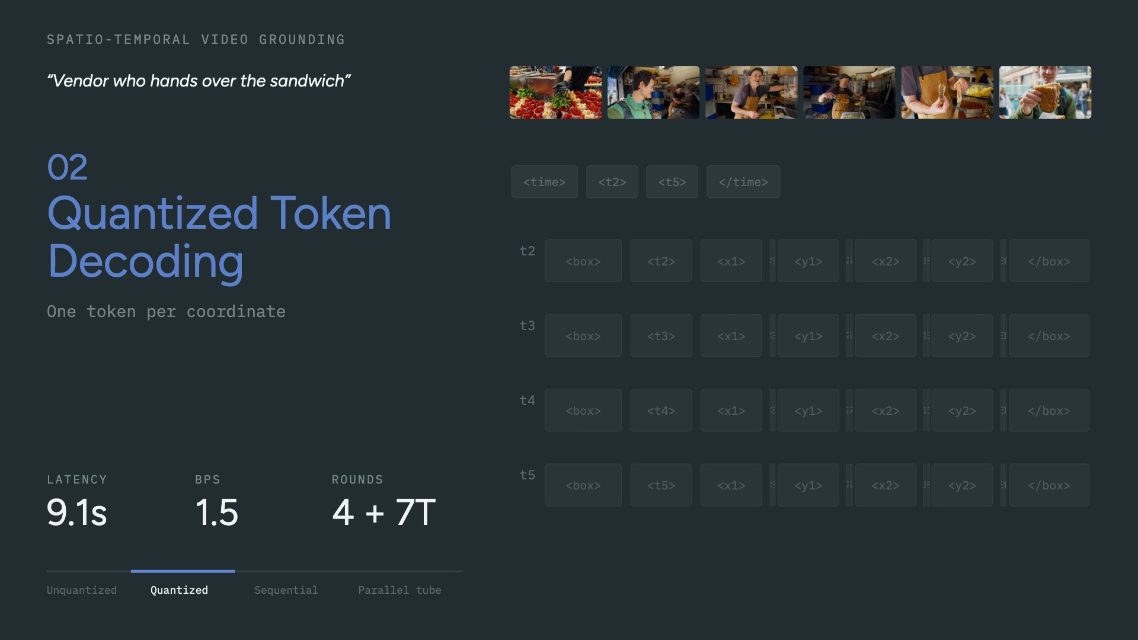 SPATIO-TEMPORAL VIDEO GROUNDING
“Vendor who hands over the sandwich”
02
Quantized Token
Decoding
One token per coordinate
LATENCY BPS ROUNDS
9.1s 1.5 4 + 7T
Unquantized Quantized Sequential Parallel tube
<time> <t2> <t5> </time>
t2 <box> <t2> <x1> <y1> <x2> <y2> </box>
t3 <box> <t3> <x1> <y1> <x2> <y2> </box>
t4 <box> <t4> <x1> <y1> <x2> <y2> </box>
t5 <box> <t5> <x1> <y1> <x2> <y2> </box>